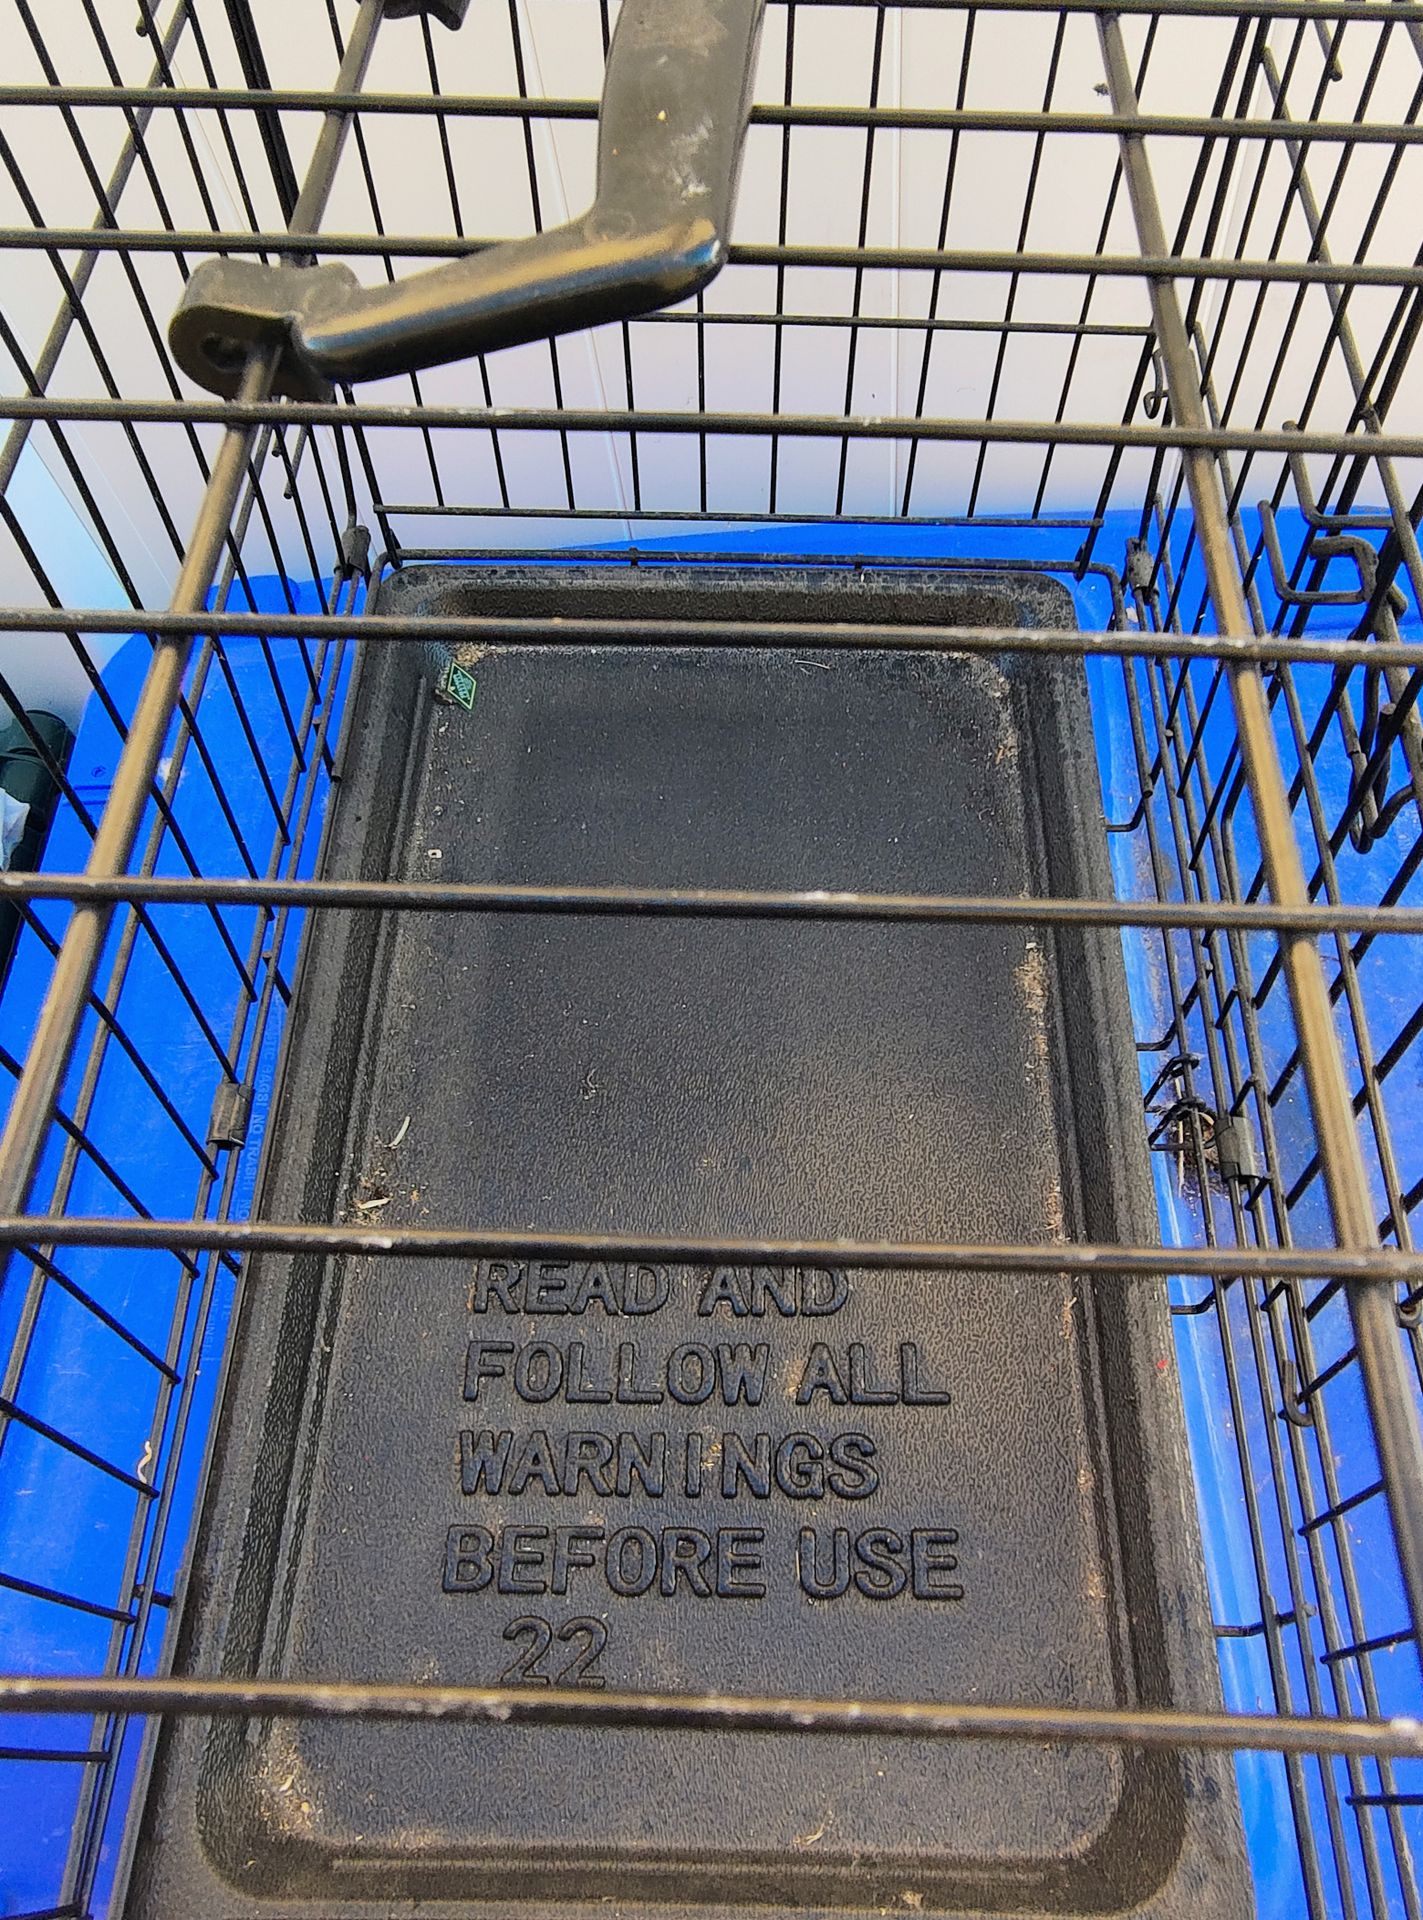 READ AND
FOLLOW ALL
WARNINGS
BEFORE USE
22